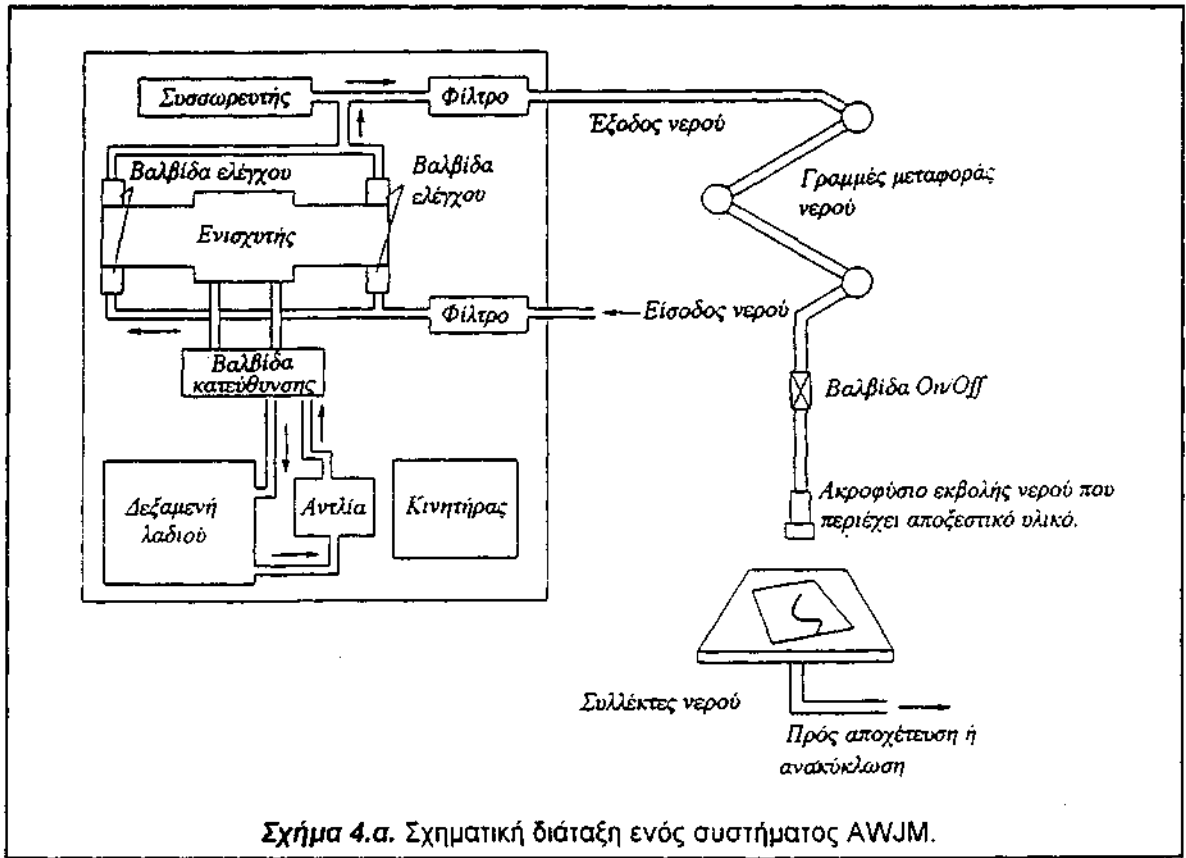 Συσσωρευτής
Φίλτρο
Έξοδος νερού
Βαλβίδα ελέγχου
Βαλβίδα
ελέγχου
Γραμμές μεταφοράς
νερού
Ενισχυτής
Φίλτρο
Είσοδος νερού
Βαλβίδα
κατεύθυνσης
Βαλβίδα On/Off
Δεξαμενή
λαδιού
Αντλία
Κινητήρας
Ακροφύσιο εκβολής νερού που
περιέχει αποξεστικό υλικό.
Συλλέκτες νερού
Πρός αποχέτευση ή
ανακύκλωση
Σχήμα 4.α. Σχηματική διάταξη ενός συστήματος AWJM.